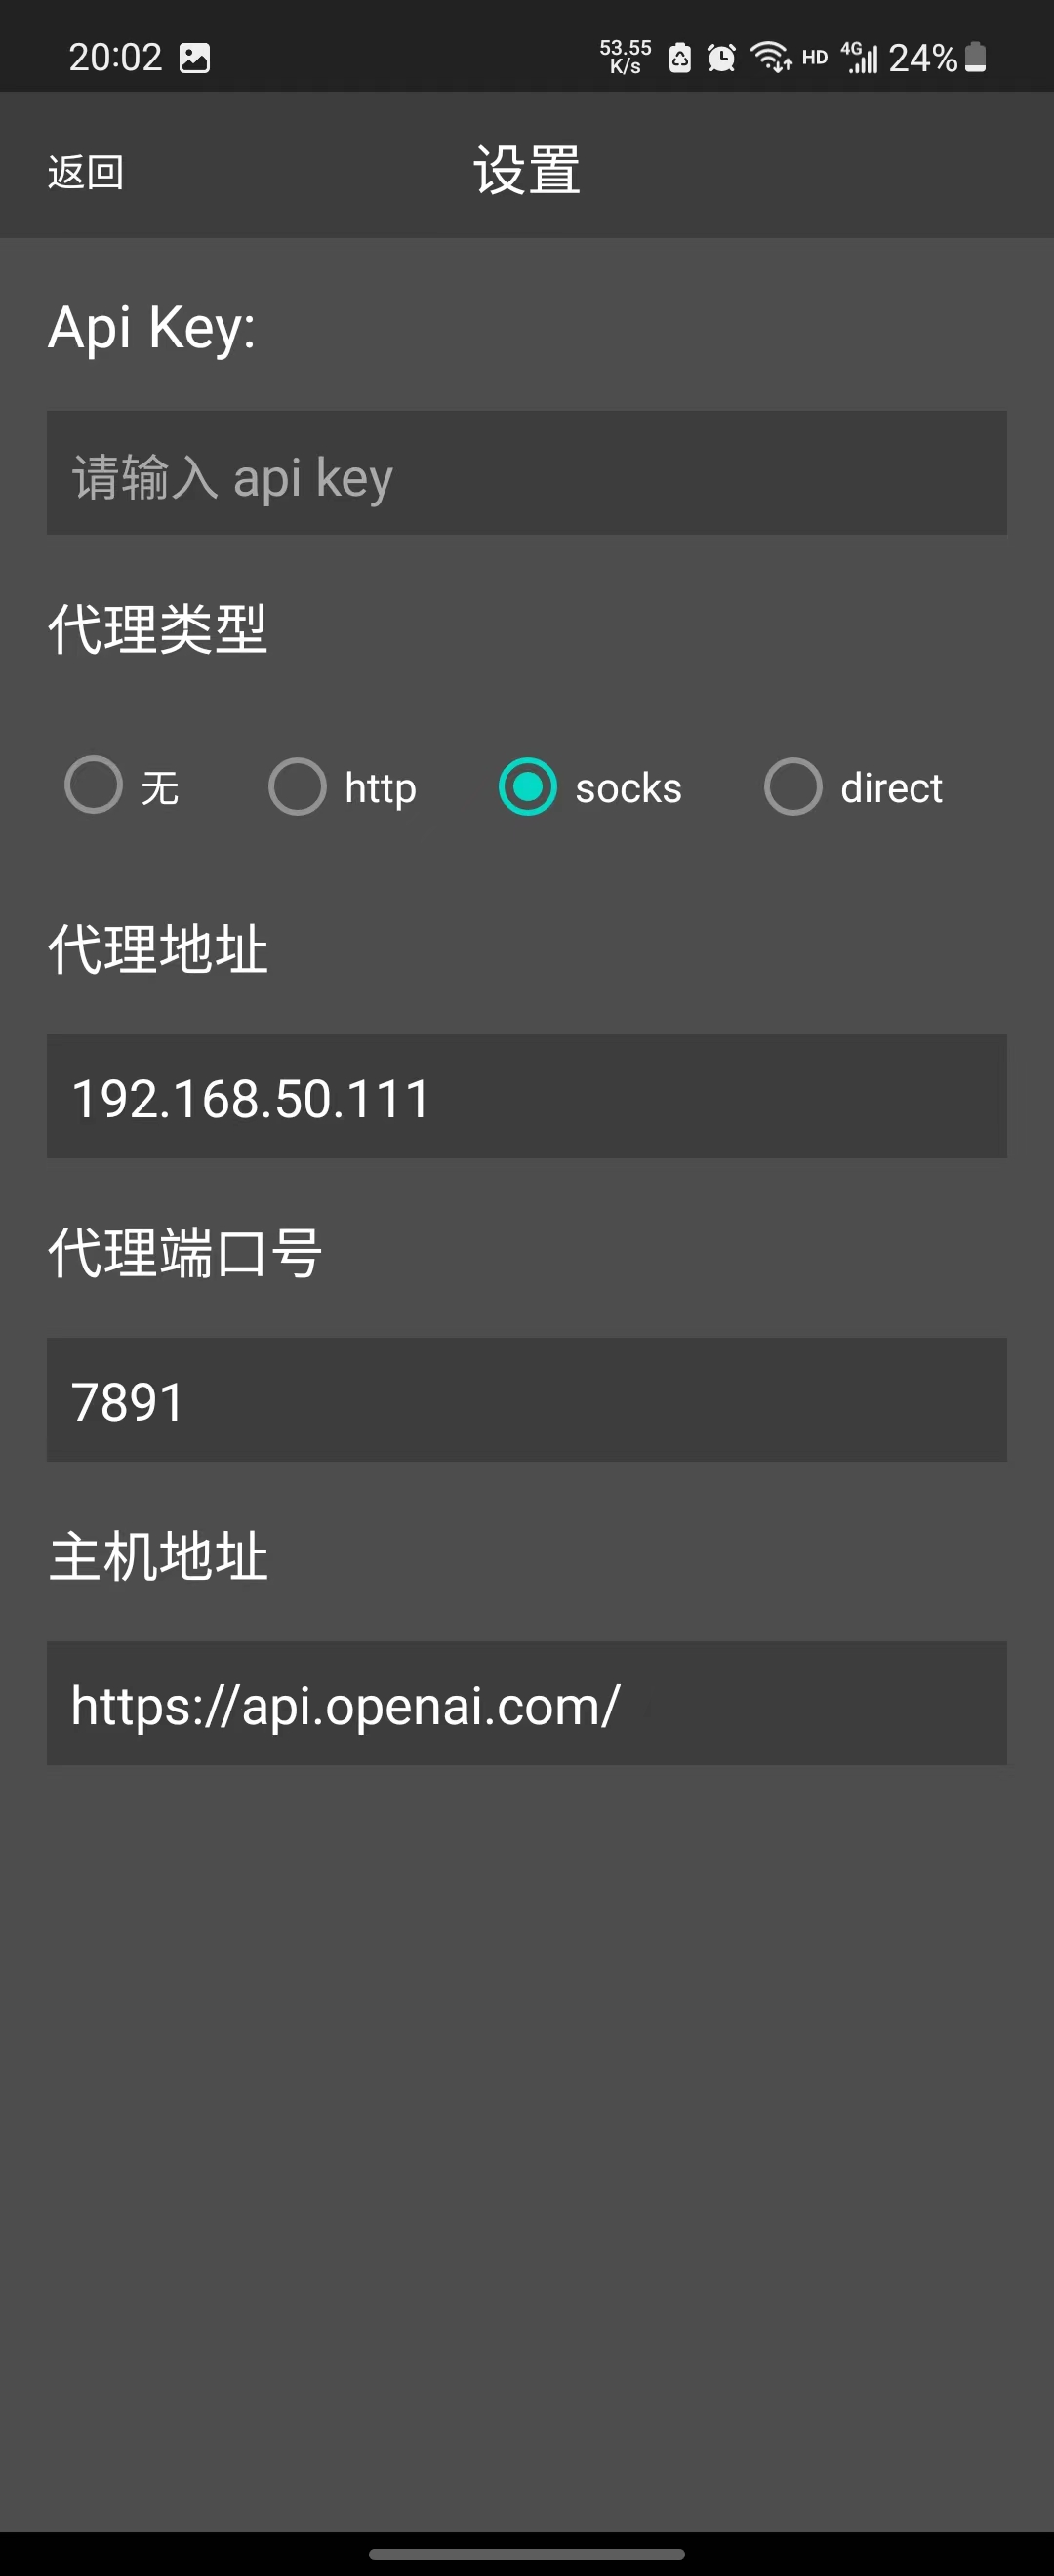 20:02 53.55 K/s HD 4G 24%
返回 设置
Api Key:
请输入 api key
代理类型
无 http socks direct
代理地址
192.168.50.111
代理端口号
7891
主机地址
https://api.openai.com/